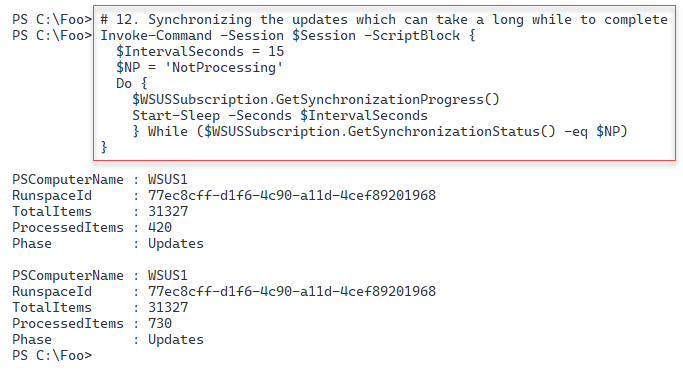 PS C:\Foo> # 12. Synchronizing the updates which can take a long while to complete
PS C:\Foo> Invoke-Command -Session $Session -ScriptBlock {
  $IntervalSeconds = 15
  $NP = 'NotProcessing'
  Do {
    $WSUSSubscription.GetSynchronizationProgress()
    Start-Sleep -Seconds $IntervalSeconds
    } While ($WSUSSubscription.GetSynchronizationStatus() -eq $NP)
}
PSComputerName : WSUS1
RunspaceId     : 77ec8cff-d1f6-4c90-a11d-4cef89201968
TotalItems     : 31327
ProcessedItems : 420
Phase          : Updates
PSComputerName : WSUS1
RunspaceId     : 77ec8cff-d1f6-4c90-a11d-4cef89201968
TotalItems     : 31327
ProcessedItems : 730
Phase          : Updates
PS C:\Foo>